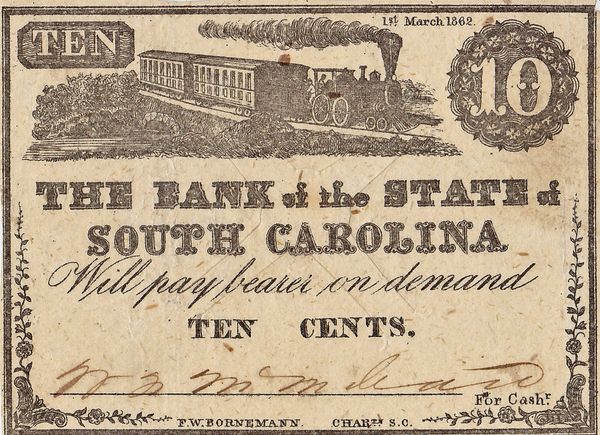 TEN
1st March 1862.
10
THE BANK of the STATE of
SOUTH CAROLINA
Will pay bearer on demand
TEN CENTS.
For Cashr.
F.W. BORNEMANN. CHARTN S.C.